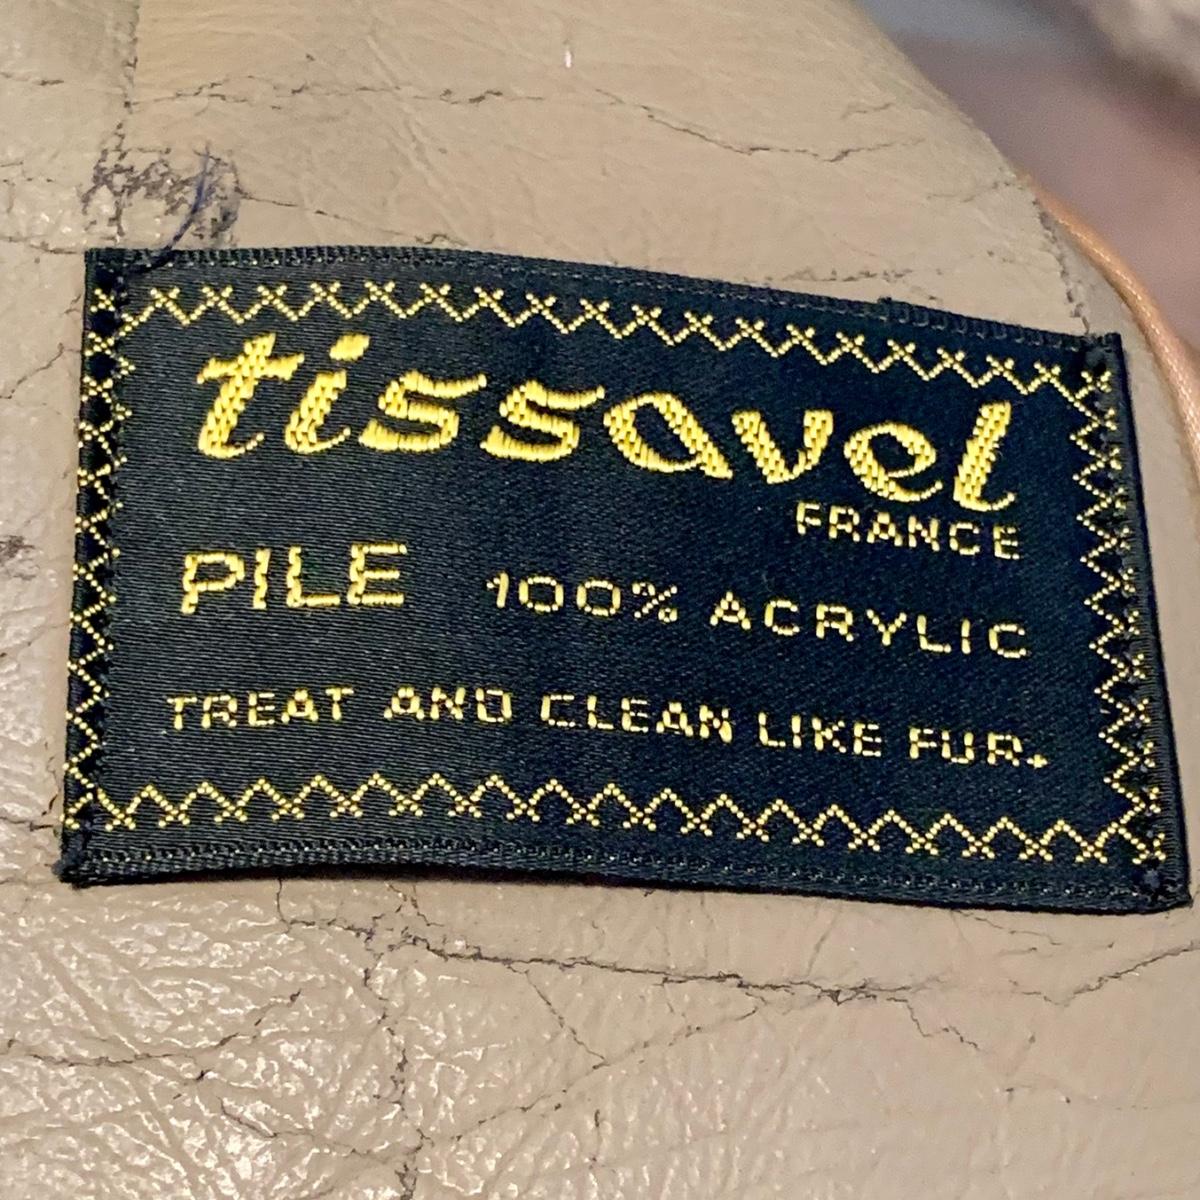 tissavel
FRANCE
PILE 100% ACRYLIC
TREAT AND CLEAN LIKE FUR.